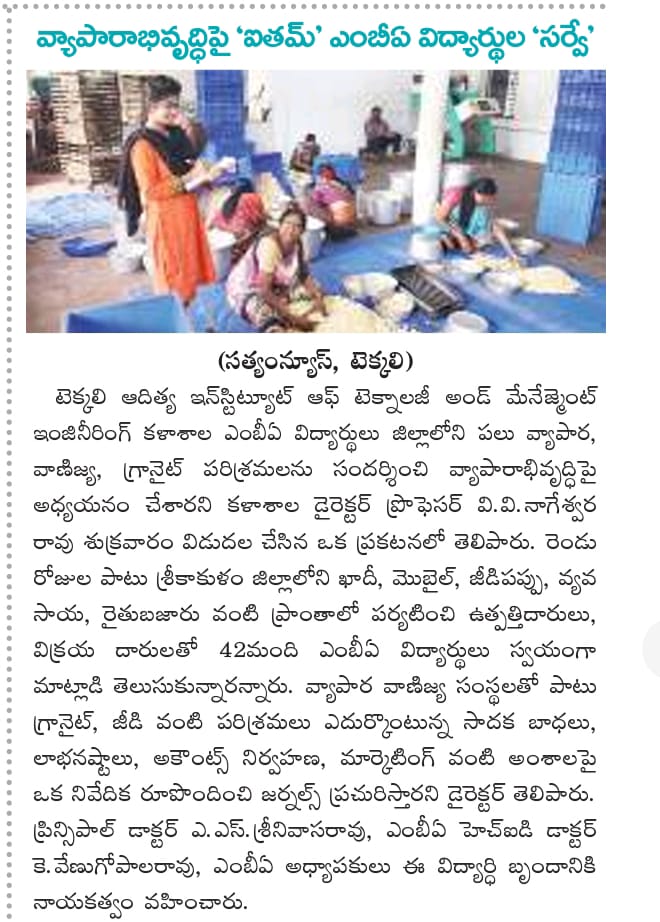 వ్యాపారాభివృద్ధిపై ‘ఐతమ్’ ఎంబీఏ విద్యార్థుల ‘సర్వే’
(సత్యంన్యూస్, టెక్కలి)
టెక్కలి ఆదిత్య ఇన్‌స్టిట్యూట్ ఆఫ్ టెక్నాలజీ అండ్ మేనేజ్మెంట్
ఇంజినీరింగ్ కళాశాల ఎంబీఏ విద్యార్థులు జిల్లాలోని పలు వ్యాపార,
వాణిజ్య, గ్రానైట్ పరిశ్రమలను సందర్శించి వ్యాపారాభివృద్ధిపై
అధ్యయనం చేశారని కళాశాల డైరెక్టర్ ప్రొఫెసర్ వి.వి.నాగేశ్వర
రావు శుక్రవారం విడుదల చేసిన ఒక ప్రకటనలో తెలిపారు. రెండు
రోజుల పాటు శ్రీకాకుళం జిల్లాలోని ఖాదీ, మొబైల్, జీడిపప్పు, వ్యవ
సాయ, రైతుబజారు వంటి ప్రాంతాలో పర్యటించి ఉత్పత్తిదారులు,
విక్రయ దారులతో 42మంది ఎంబీఏ విద్యార్థులు స్వయంగా
మాట్లాడి తెలుసుకున్నారన్నారు. వ్యాపార వాణిజ్య సంస్థలతో పాటు
గ్రానైట్, జీడి వంటి పరిశ్రమలు ఎదుర్కొంటున్న సాదక బాధలు,
లాభనష్టాలు, అకౌంట్స్ నిర్వహణ, మార్కెటింగ్ వంటి అంశాలపై
ఒక నివేదిక రూపొందించి జర్నల్స్ ప్రచురిస్తారని డైరెక్టర్ తెలిపారు.
ప్రిన్సిపాల్ డాక్టర్ ఎ.ఎస్.శ్రీనివాసరావు, ఎంబీఏ హెచ్ఐడి డాక్టర్
కె.వేణుగోపాలరావు, ఎంబీఏ అధ్యాపకులు ఈ విద్యార్ధి బృందానికి
నాయకత్వం వహించారు.